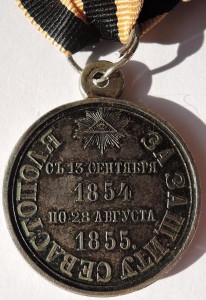 ЗА ЗАЩИТУ СЕВАСТОПОЛЯ
СЪ 13 СЕНТЯБРЯ
1854
ПО 28 АВГУСТА
1855.